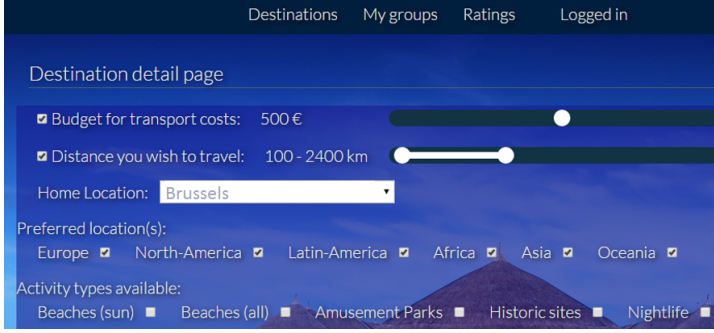 Destinations My groups Ratings Logged in
Destination detail page
Budget for transport costs: 500 €
Distance you wish to travel: 100 - 2400 km
Home Location: Brussels
Preferred location(s):
Europe North-America Latin-America Africa Asia Oceania
Activity types available:
Beaches (sun) Beaches (all) Amusement Parks Historic sites Nightlife